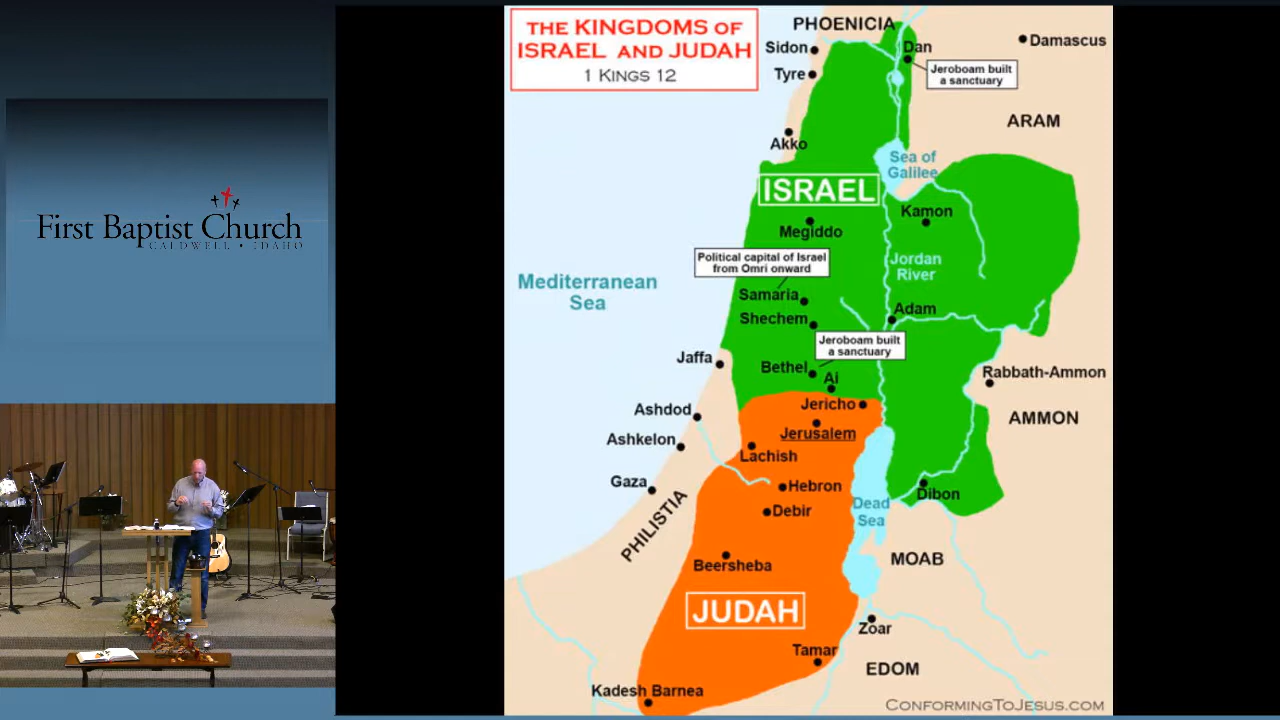 First Baptist Church
CALDWELL • IDAHO
THE KINGDOMS OF
ISRAEL AND JUDAH
1 KINGS 12
PHOENICIA
Sidon
Dan
Damascus
Tyre
Jeroboam built
a sanctuary
ARAM
Akko
Sea of
Galilee
ISRAEL
Kamon
Megiddo
Political capital of Israel
from Omri onward
Jordan
River
Mediterranean
Sea
Samaria
Adam
Shechem
Jeroboam built
a sanctuary
Jaffa
Bethel
Ai
Rabbath-Ammon
Jericho
Ashdod
AMMON
Jerusalem
Ashkelon
Lachish
Gaza
Hebron
Dibon
Dead
Sea
Debir
PHILISTIA
MOAB
Beersheba
JUDAH
Zoar
Tamar
EDOM
Kadesh Barnea
CONFORMINGTOJESUS.COM